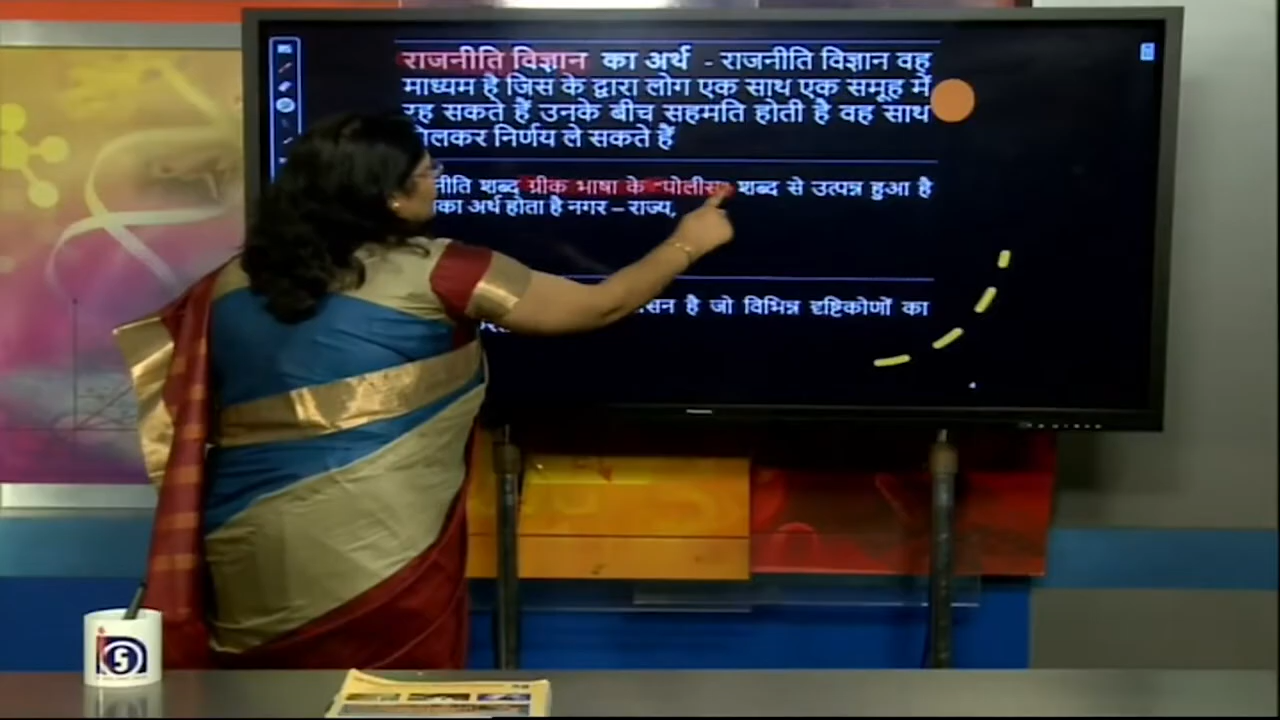 राजनीति विज्ञान का अर्थ - राजनीति विज्ञान वह
माध्यम है जिस के द्वारा लोग एक साथ एक समूह में
रह सकते हैं उनके बीच सहमति होती है वह साथ
निर्णय ले सकते हैं
शब्द ग्रीक भाषा के "पोलीस" शब्द से उत्पन्न हुआ है
अर्थ होता है नगर – राज्य,
है जो विभिन्न दृष्टिकोणों का
5